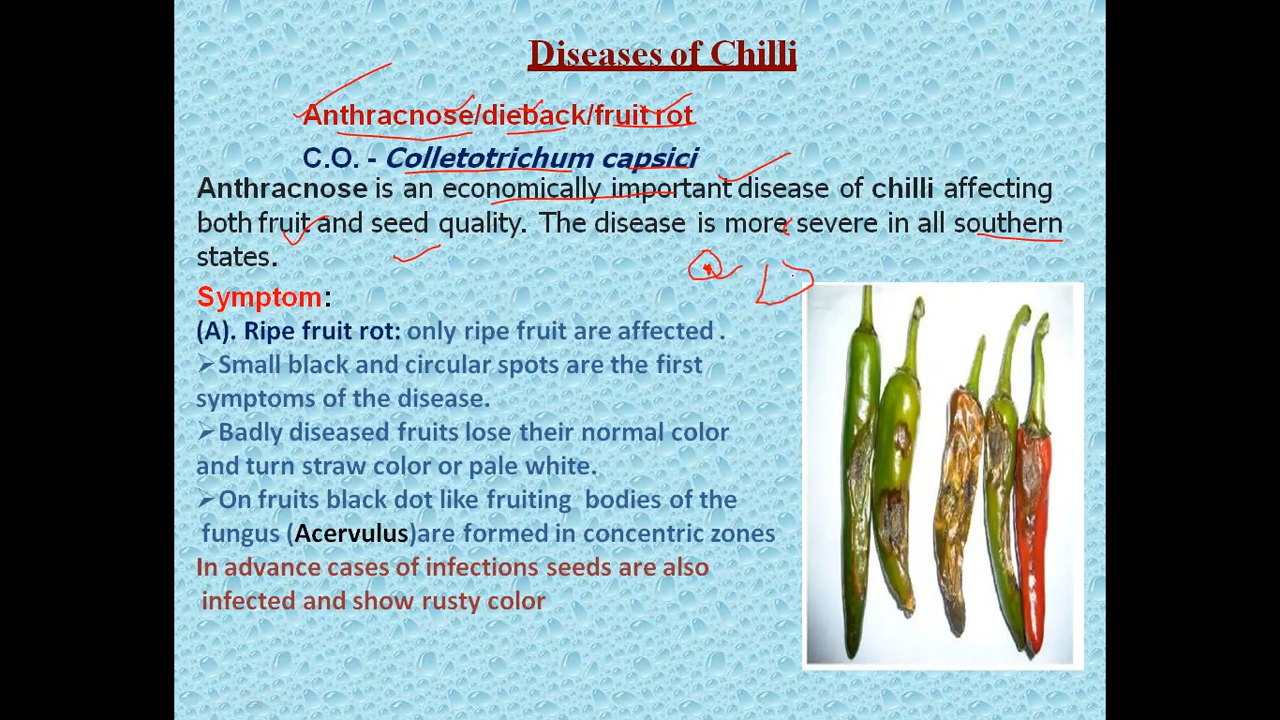 Diseases of Chilli
Anthracnose/dieback/fruit rot
C.O. - Colletotrichum capsici
Anthracnose is an economically important disease of chilli affecting
both fruit and seed quality. The disease is more severe in all southern
states.
Symptom:
(A). Ripe fruit rot: only ripe fruit are affected .
➢Small black and circular spots are the first
symptoms of the disease.
➢Badly diseased fruits lose their normal color
and turn straw color or pale white.
➢On fruits black dot like fruiting bodies of the
fungus (Acervulus)are formed in concentric zones
In advance cases of infections seeds are also
infected and show rusty color